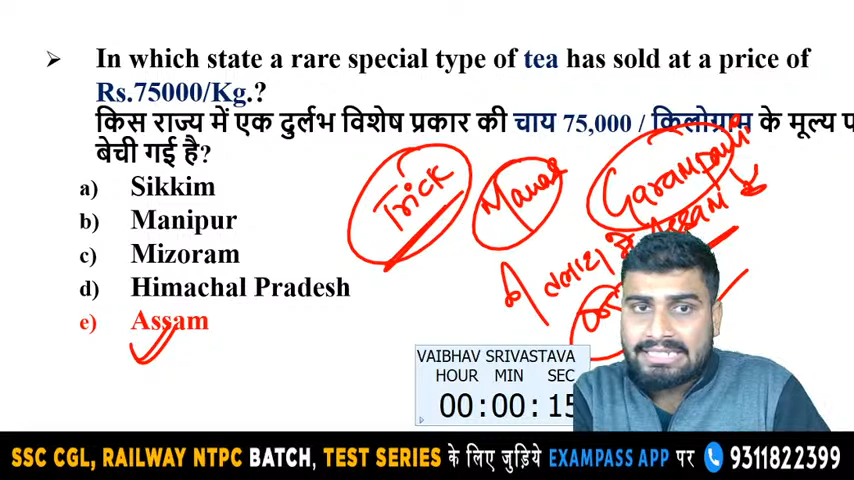 ➤ In which state a rare special type of tea has sold at a price of
Rs.75000/Kg.?
किस राज्य में एक दुर्लभ विशेष प्रकार की चाय 75,000 / किलोग्राम के मूल्य प
बेची गई है?
a) Sikkim
b) Manipur
c) Mizoram
d) Himachal Pradesh
e) Assam
Trick
Manas
Garampani
Assam
VAIBHAV SRIVASTAVA
HOUR MIN SEC
00:00:15
SSC CGL, RAILWAY NTPC BATCH, TEST SERIES के लिए जुड़िये EXAMPASS APP पर 9311822399